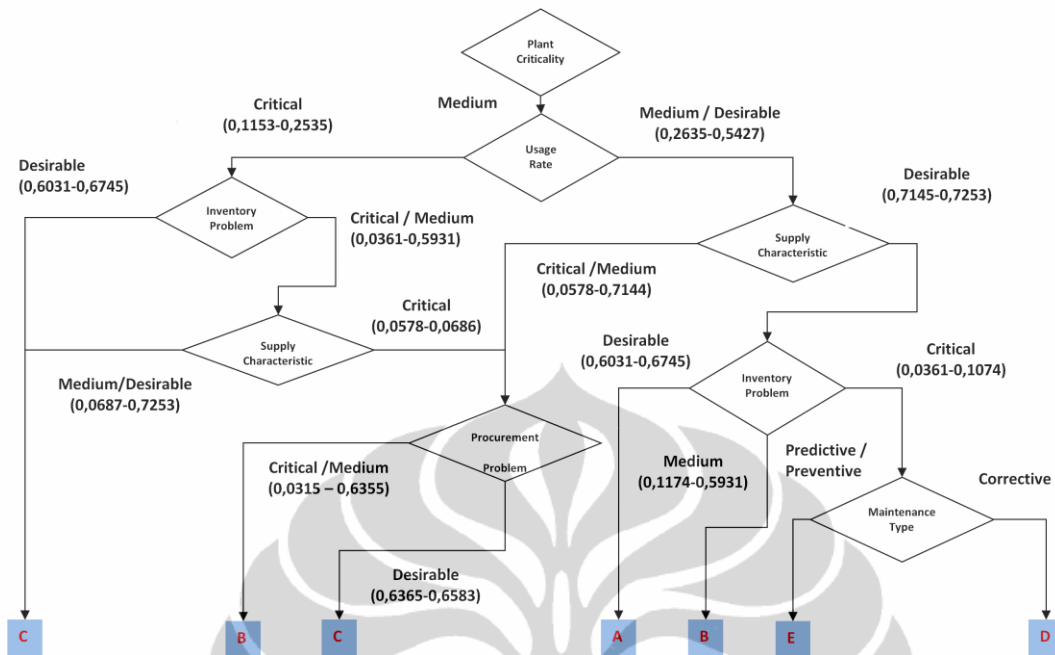 Plant
Criticality
Medium
Critical
(0,1153-0,2535)
Medium / Desirable
(0,2635-0,5427)
Usage
Rate
Desirable
(0,6031-0,6745)
Desirable
(0,7145-0,7253)
Inventory
Problem
Critical / Medium
(0,0361-0,5931)
Supply
Characteristic
Critical /Medium
(0,0578-0,7144)
Critical
(0,0578-0,0686)
Supply
Characteristic
Desirable
(0,6031-0,6745)
Critical
(0,0361-0,1074)
Medium/Desirable
(0,0687-0,7253)
Inventory
Problem
Procurement
Problem
Critical /Medium
(0,0315 – 0,6355)
Medium
(0,1174-0,5931)
Predictive /
Preventive
Corrective
Maintenance
Type
Desirable
(0,6365-0,6583)
C
B
C
A
B
E
D